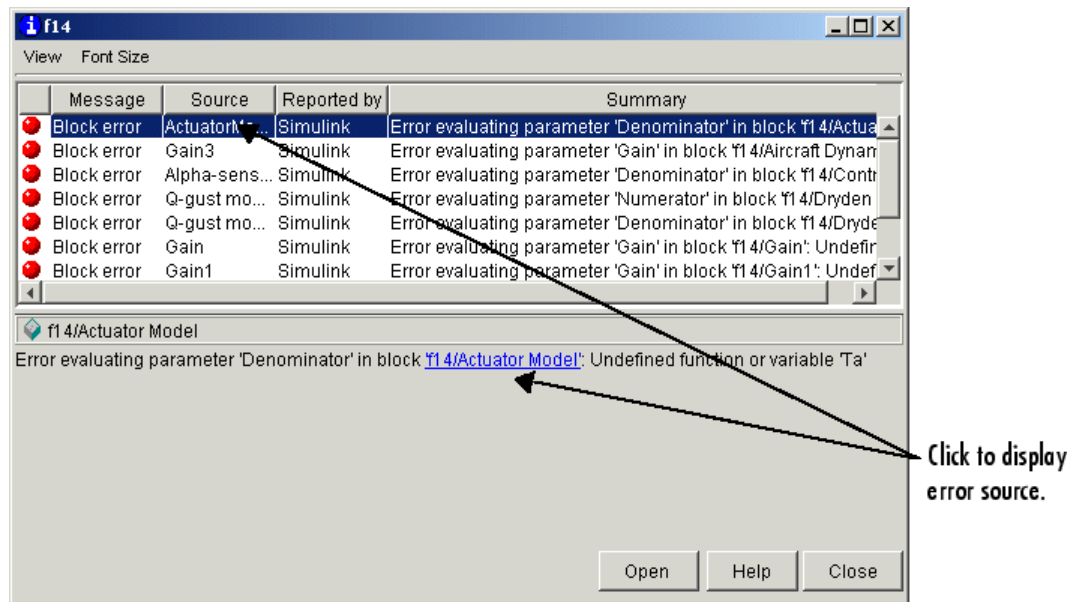 f14
View Font Size
Message Source Reported by Summary
Block error ActuatorMo... Simulink Error evaluating parameter 'Denominator' in block 'f14/Actua
Block error Gain3 Simulink Error evaluating parameter 'Gain' in block 'f14/Aircraft Dynam
Block error Alpha-sens... Simulink Error evaluating parameter 'Denominator' in block 'f14/Contr
Block error Q-gust mo... Simulink Error evaluating parameter 'Numerator' in block 'f14/Dryden
Block error Q-gust mo... Simulink Error evaluating parameter 'Denominator' in block 'f14/Dryde
Block error Gain Simulink Error evaluating parameter 'Gain' in block 'f14/Gain': Undefin
Block error Gain1 Simulink Error evaluating parameter 'Gain' in block 'f14/Gain1': Undef
f14/Actuator Model
Error evaluating parameter 'Denominator' in block 'f14/Actuator Model': Undefined function or variable 'Ta'
Click to display
error source.
Open Help Close